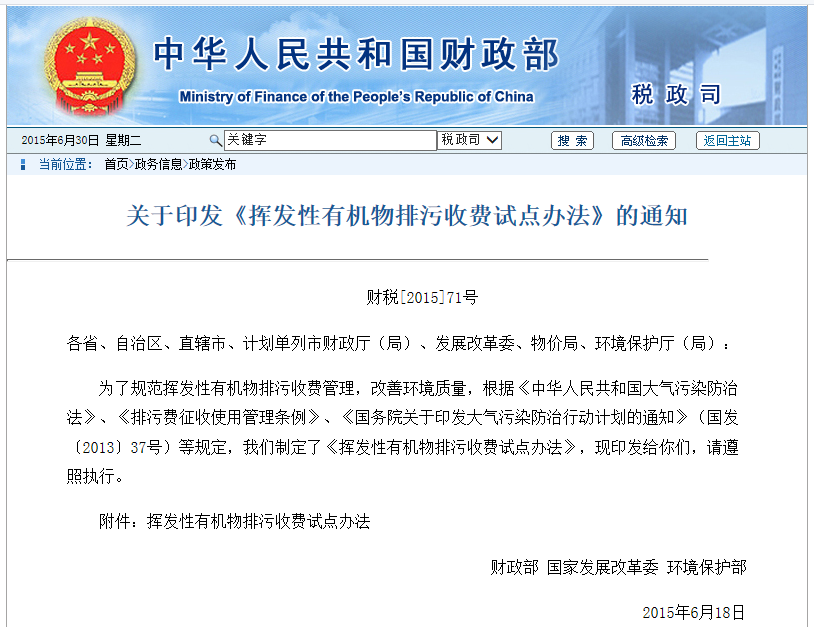 中华人民共和国财政部
Ministry of Finance of the People's Republic of China
税政司
2015年6月30日 星期二
关键字
税政司
搜 索
高级检索
返回主站
当前位置： 首页>政务信息>政策发布
关于印发《挥发性有机物排污收费试点办法》的通知
财税[2015]71号
各省、自治区、直辖市、计划单列市财政厅（局）、发展改革委、物价局、环境保护厅（局）：
为了规范挥发性有机物排污收费管理，改善环境质量，根据《中华人民共和国大气污染防治
法》、《排污费征收使用管理条例》、《国务院关于印发大气污染防治行动计划的通知》（国发
〔2013〕37号）等规定，我们制定了《挥发性有机物排污收费试点办法》，现印发给你们，请遵
照执行。
附件：挥发性有机物排污收费试点办法
财政部 国家发展改革委 环境保护部
2015年6月18日